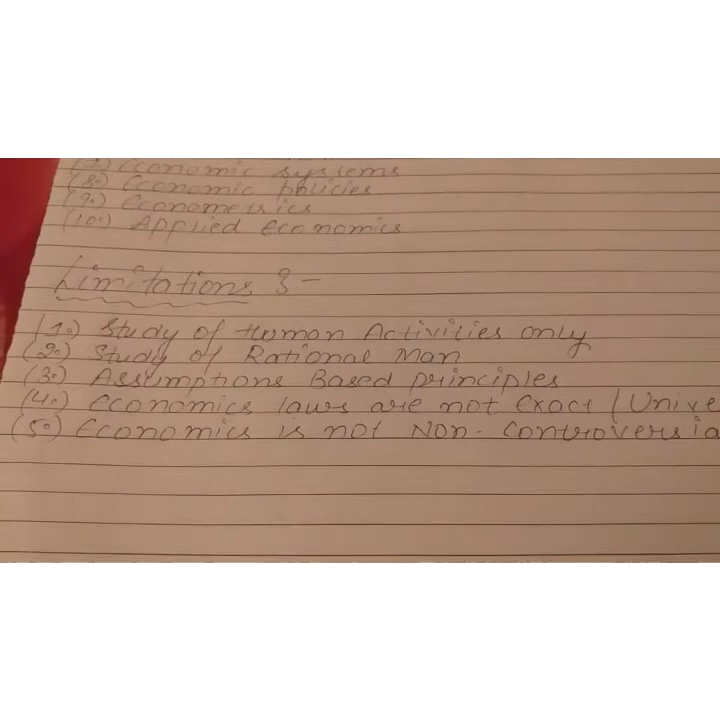 (7.) Economic systems
(8.) Economic policies
(9.) Econometrics
(10.) Applied Economics
Limitations :-
(1.) Study of Human Activities only
(2.) Study of Rational Man
(3.) Assumptions Based principles
(4.) Economics laws are not Exact (Unive
(5.) Economics is not Non-Controversia